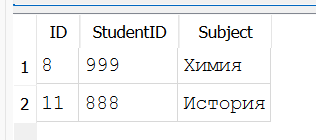 ID StudentID Subject
1 8 999 Химия
2 11 888 История